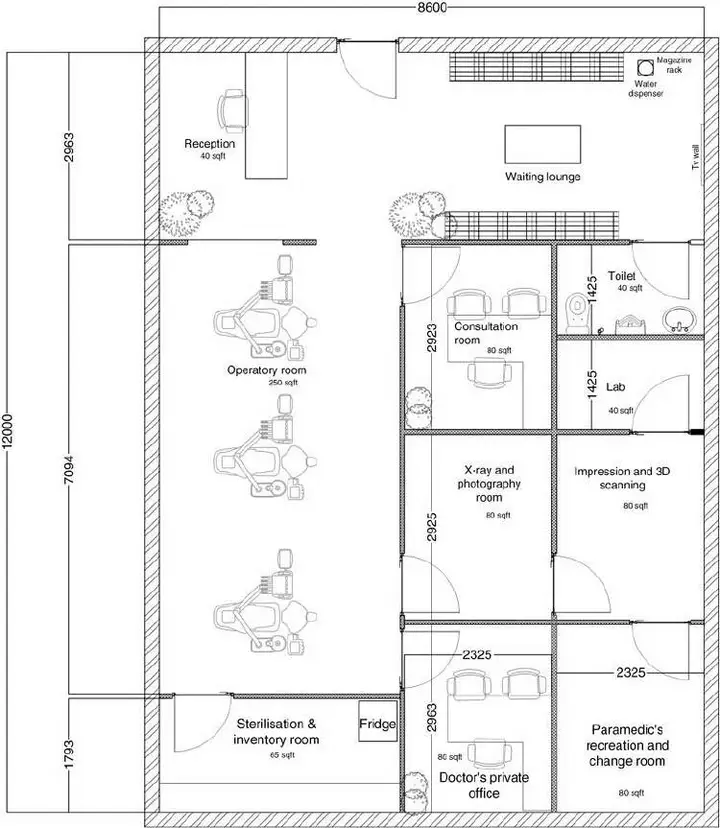 8600
Magazine
rack
Water
dispenser
2963
Reception
40 sqft
Waiting lounge
Tv wall
Toilet
40 sqft
1425
Consultation
room
80 sqft
2923
Operatory room
250 sqft
Lab
40 sqft
1425
12000
7094
X-ray and
photography
room
80 sqft
Impression and 3D
scanning
80 sqft
2925
2325
2325
Sterilisation &
inventory room
65 sqft
Fridge
2963
1793
80 sqft
Doctor's private
office
Paramedic's
recreation and
change room
80 sqft